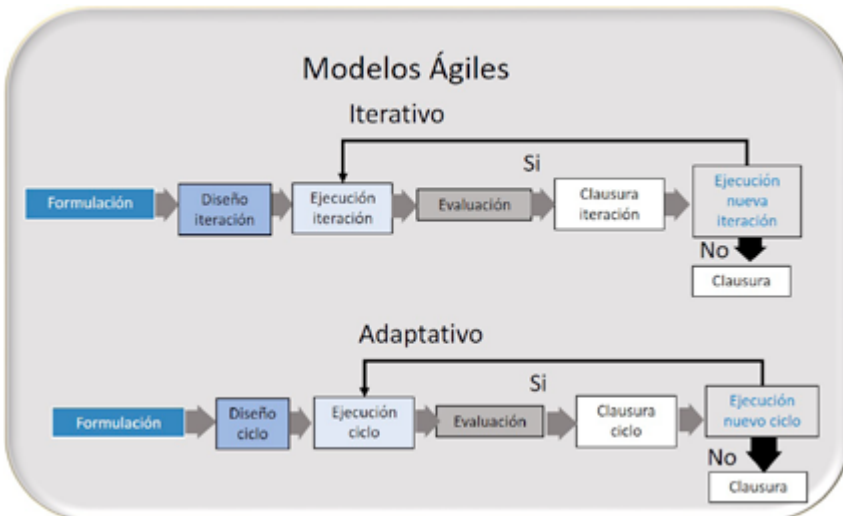 Modelos Ágiles
Iterativo
Si
Formulación
Diseño
iteración
Ejecución
iteración
Evaluación
Clausura
iteración
Ejecución
nueva
iteración
No
Clausura
Adaptativo
Si
Formulación
Diseño
ciclo
Ejecución
ciclo
Evaluación
Clausura
ciclo
Ejecución
nuevo ciclo
No
Clausura